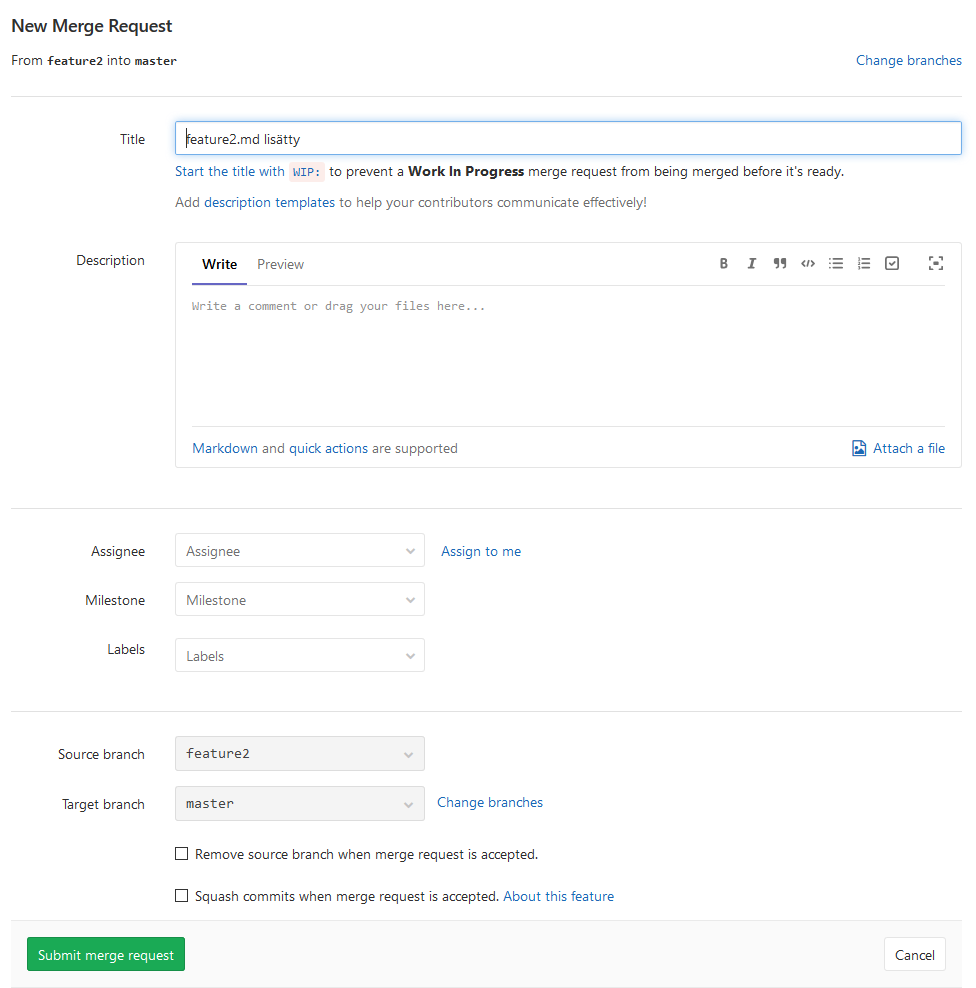 New Merge Request
From feature2 into master
Change branches
Title
feature2.md lisätty
Start the title with WIP: to prevent a Work In Progress merge request from being merged before it's ready.
Add description templates to help your contributors communicate effectively!
Description
Write Preview
Write a comment or drag your files here...
Markdown and quick actions are supported
Attach a file
Assignee
Assignee
Assign to me
Milestone
Milestone
Labels
Labels
Source branch
feature2
Target branch
master
Change branches
Remove source branch when merge request is accepted.
Squash commits when merge request is accepted. About this feature
Submit merge request
Cancel